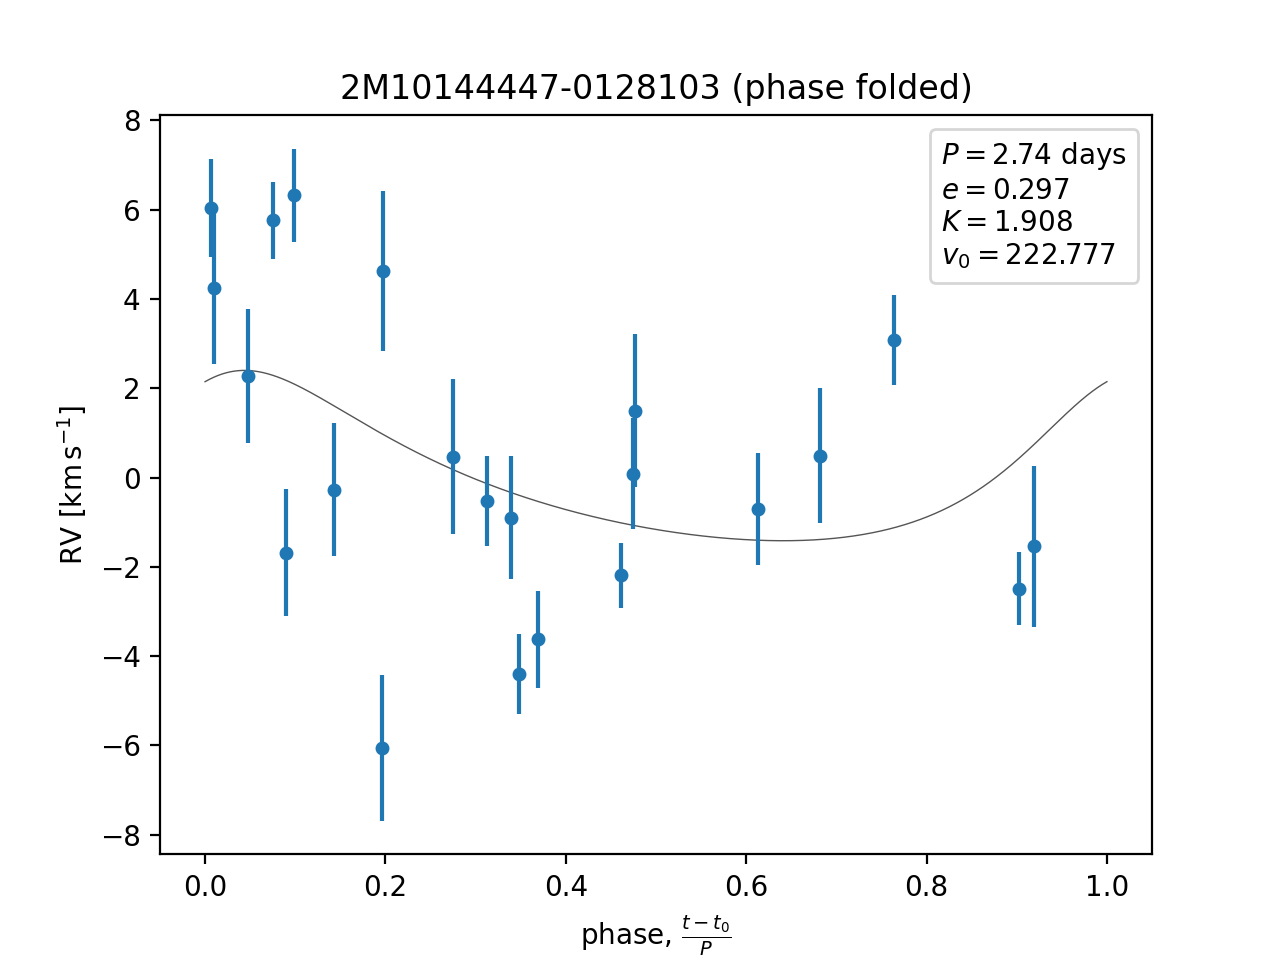 2M10144447-0128103 (phase folded)
P = 2.74 days
e = 0.297
K = 1.908
v₀ = 222.777
8
6
4
2
0
−2
−4
−6
−8
RV [km s⁻¹]
0.0 0.2 0.4 0.6 0.8 1.0
phase, (t − t₀)/P